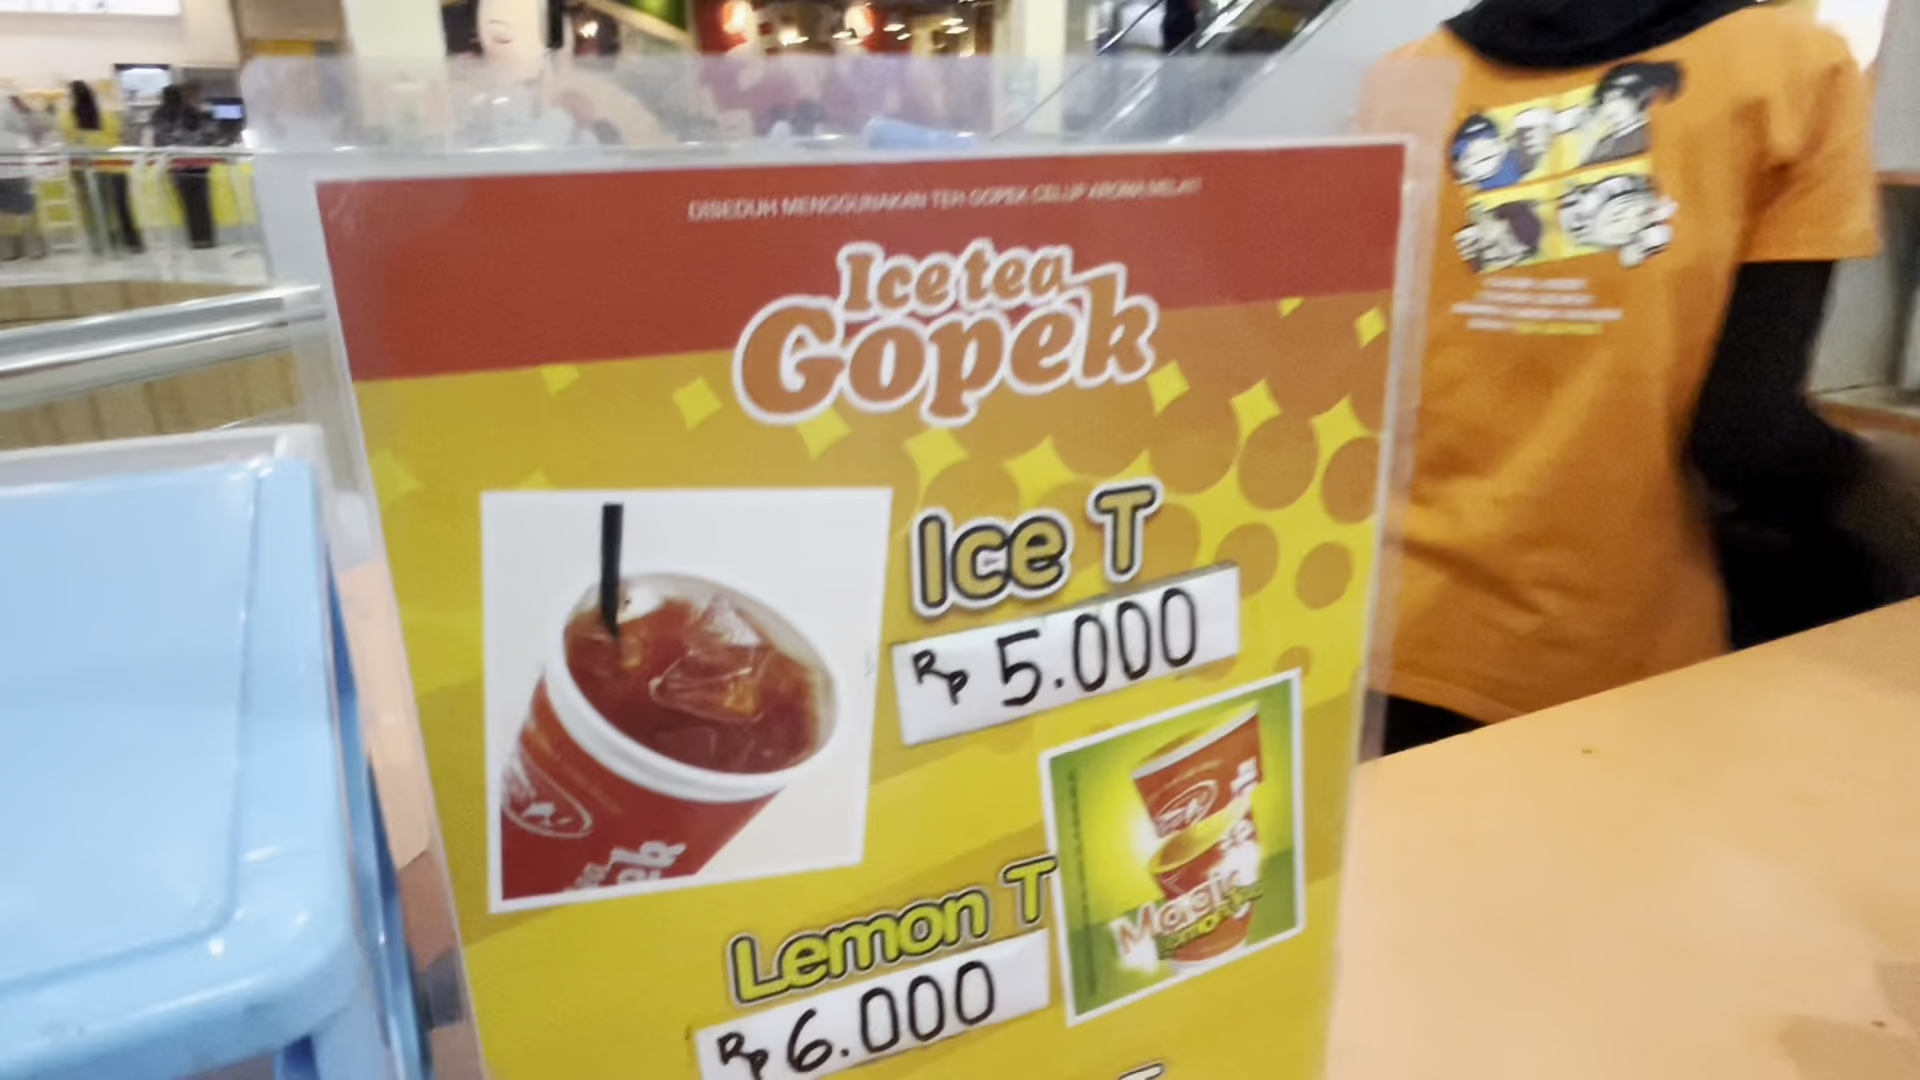 DISEDUH MENGGUNAKAN TEH GOPEK CELUP AROMA MELATI
Ice tea
Gopek
Ice T
Rp 5.000
Lemon T
Rp 6.000
Magic